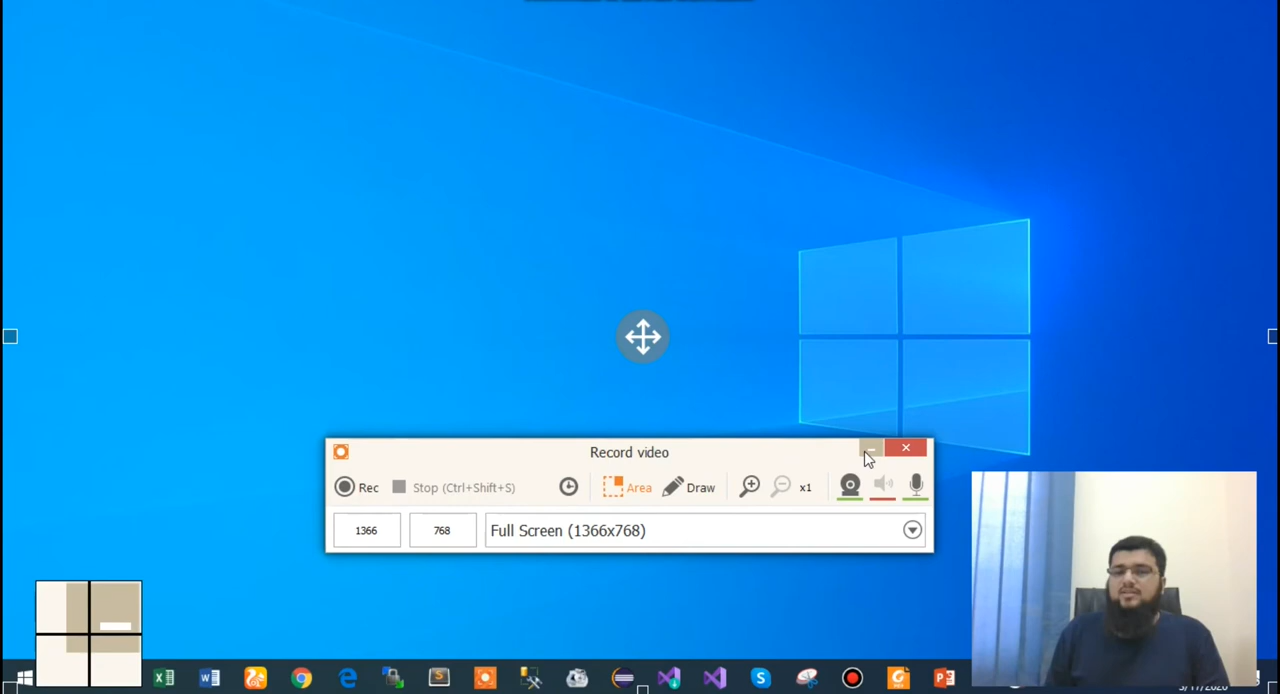 Record video
Rec Stop (Ctrl+Shift+S) Area Draw x1
1366 768 Full Screen (1366x768)